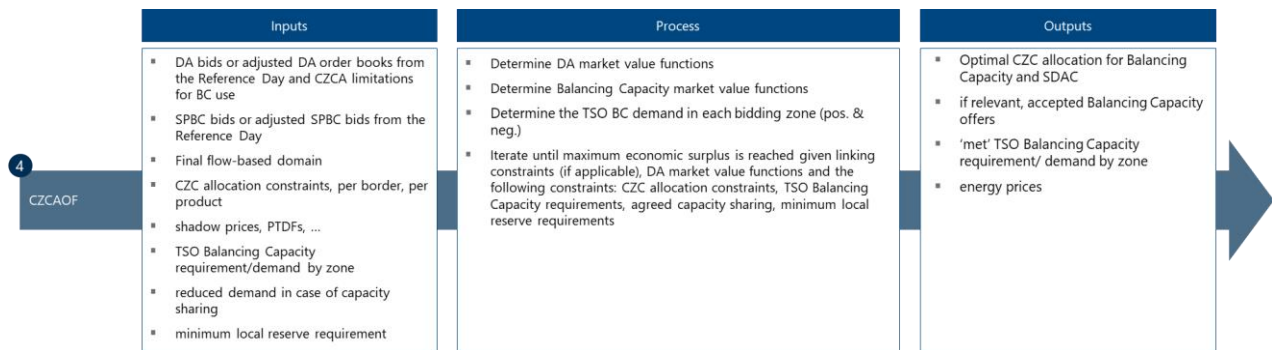 4
CZCAOF
Inputs
▪ DA bids or adjusted DA order books from
the Reference Day and CZCA limitations
for BC use
▪ SPBC bids or adjusted SPBC bids from the
Reference Day
▪ Final flow-based domain
▪ CZC allocation constraints, per border, per
product
▪ shadow prices, PTDFs, ...
▪ TSO Balancing Capacity
requirement/demand by zone
▪ reduced demand in case of capacity
sharing
▪ minimum local reserve requirement
Process
▪ Determine DA market value functions
▪ Determine Balancing Capacity market value functions
▪ Determine the TSO BC demand in each bidding zone (pos. &
neg.)
▪ Iterate until maximum economic surplus is reached given linking
constraints (if applicable), DA market value functions and the
following constraints: CZC allocation constraints, TSO Balancing
Capacity requirements, agreed capacity sharing, minimum local
reserve requirements
Outputs
▪ Optimal CZC allocation for Balancing
Capacity and SDAC
▪ if relevant, accepted Balancing Capacity
offers
▪ 'met' TSO Balancing Capacity
requirement/ demand by zone
▪ energy prices